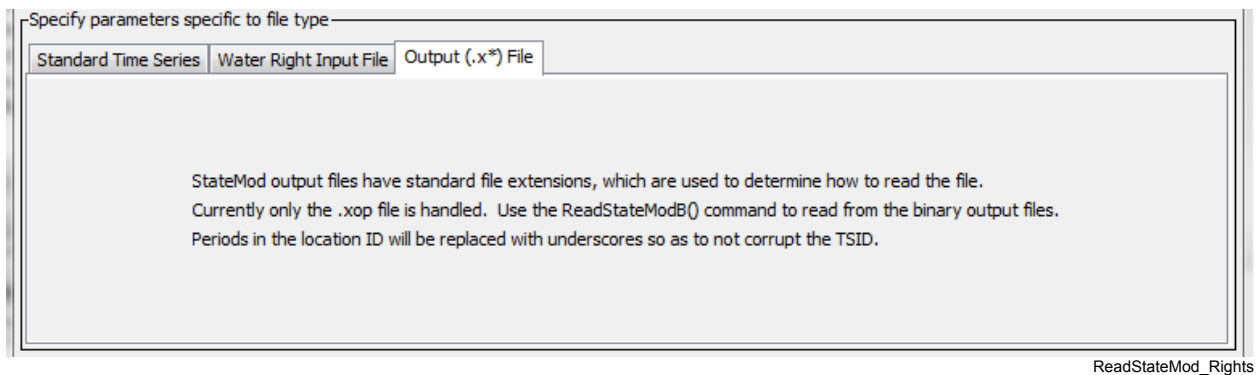 Specify parameters specific to file type
Standard Time Series Water Right Input File Output (.x*) File
StateMod output files have standard file extensions, which are used to determine how to read the file.
Currently only the .xop file is handled.  Use the ReadStateModB() command to read from the binary output files.
Periods in the location ID will be replaced with underscores so as to not corrupt the TSID.
ReadStateMod_Rights